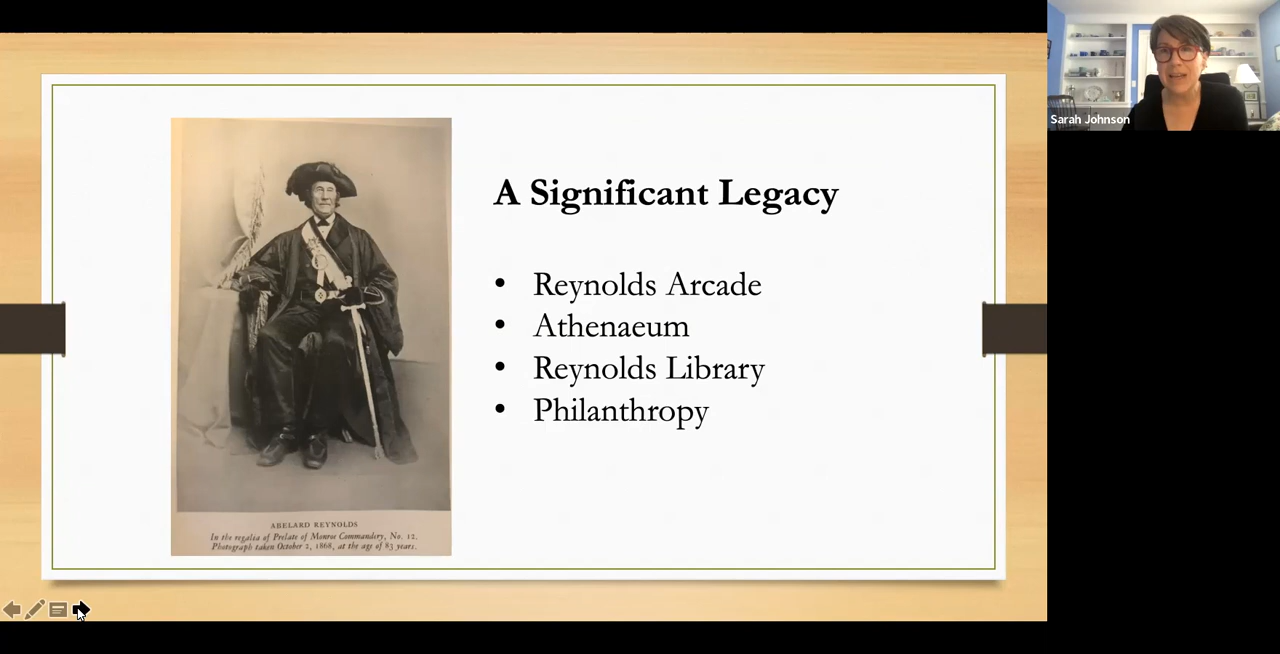 A Significant Legacy
• Reynolds Arcade
• Athenaeum
• Reynolds Library
• Philanthropy
ABELARD REYNOLDS
In the regalia of Prelate of Monroe Commandery, No. 12.
Photograph taken October 2, 1868, at the age of 83 years.
Sarah Johnson